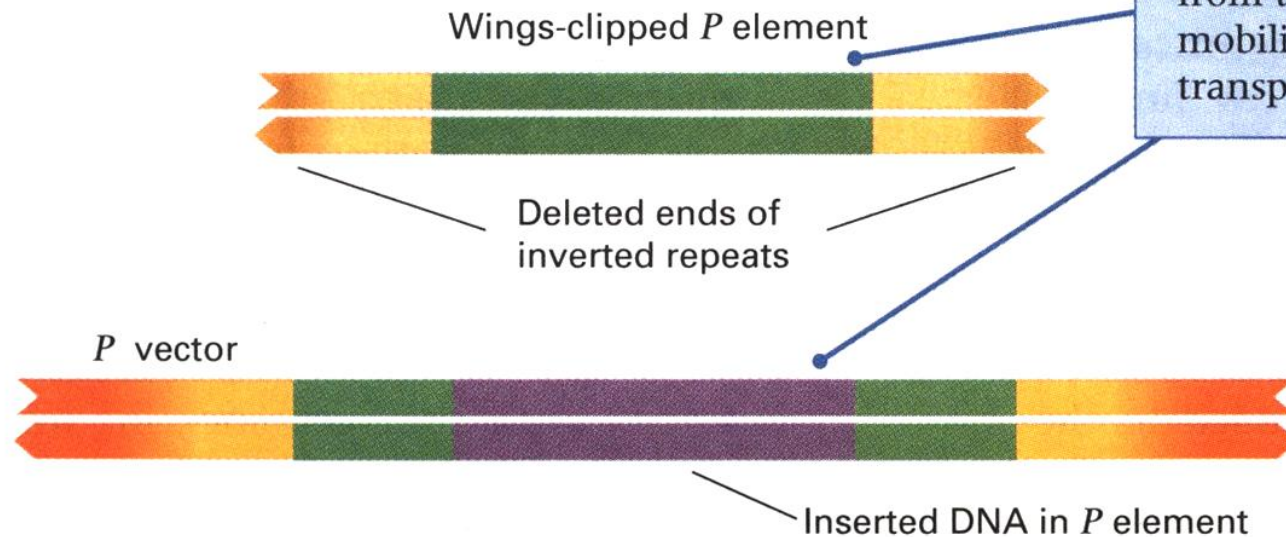 Wings-clipped P element
mobili
transp
Deleted ends of
inverted repeats
P vector
Inserted DNA in P element